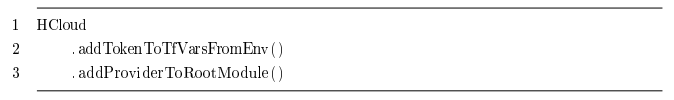 1 HCloud
2 .addTokenToTfVarsFromEnv()
3 .addProviderToRootModule()